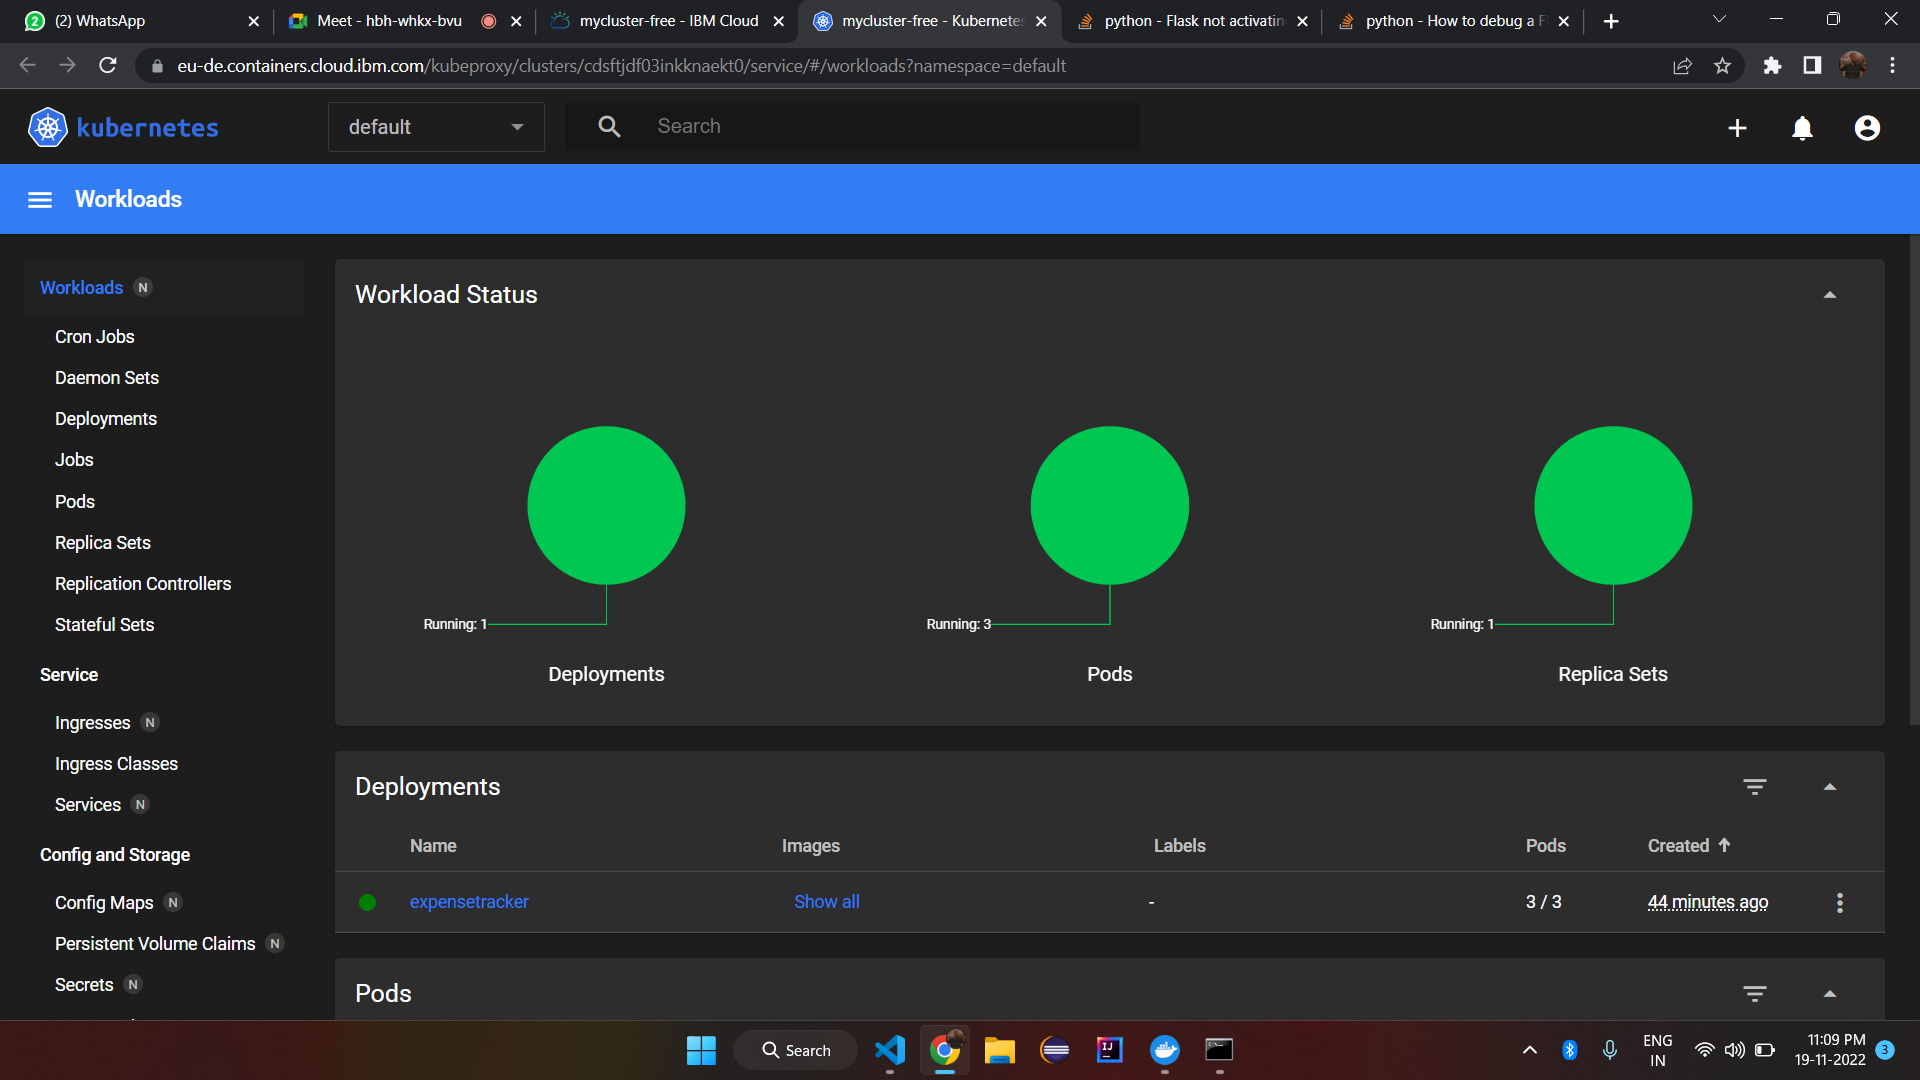 (2) WhatsApp
Meet - hbh-whkx-bvu
mycluster-free - IBM Cloud
mycluster-free - Kubernetes
python - Flask not activatin
python - How to debug a F
eu-de.containers.cloud.ibm.com/kubeproxy/clusters/cdsftjdf03inkknaekt0/service/#/workloads?namespace=default
kubernetes
default
Search
Workloads
Workloads N
Cron Jobs
Daemon Sets
Deployments
Jobs
Pods
Replica Sets
Replication Controllers
Stateful Sets
Service
Ingresses N
Ingress Classes
Services N
Config and Storage
Config Maps N
Persistent Volume Claims N
Secrets N
Workload Status
Running: 1
Running: 3
Running: 1
Deployments
Pods
Replica Sets
Deployments
Name Images Labels Pods Created
expensetracker Show all - 3 / 3 44 minutes ago
Pods
Search
ENG
IN
11:09 PM
19-11-2022
3